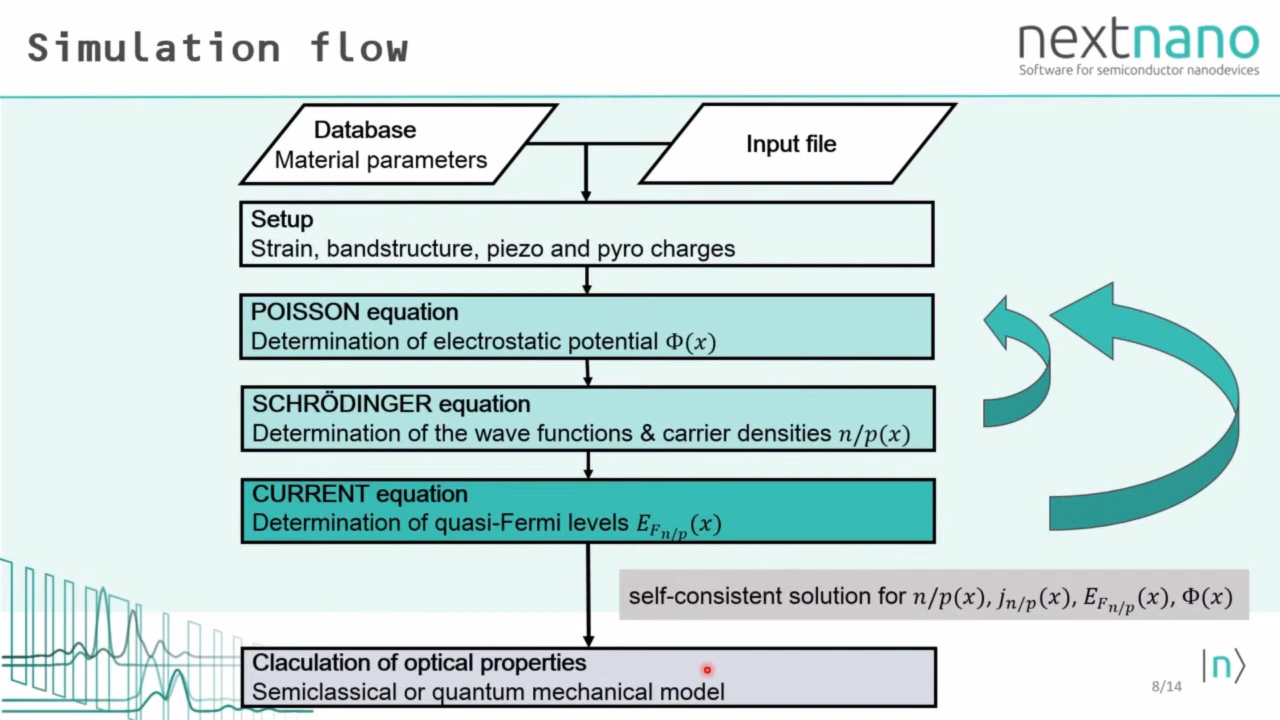 Simulation flow
nextnano
Software for semiconductor nanodevices
Database
Material parameters
Input file
Setup
Strain, bandstructure, piezo and pyro charges
POISSON equation
Determination of electrostatic potential Φ(x)
SCHRÖDINGER equation
Determination of the wave functions & carrier densities n/p(x)
CURRENT equation
Determination of quasi-Fermi levels E_{F_{n/p}}(x)
self-consistent solution for n/p(x), j_{n/p}(x), E_{F_{n/p}}(x), Φ(x)
Claculation of optical properties
Semiclassical or quantum mechanical model
8/14
|n⟩